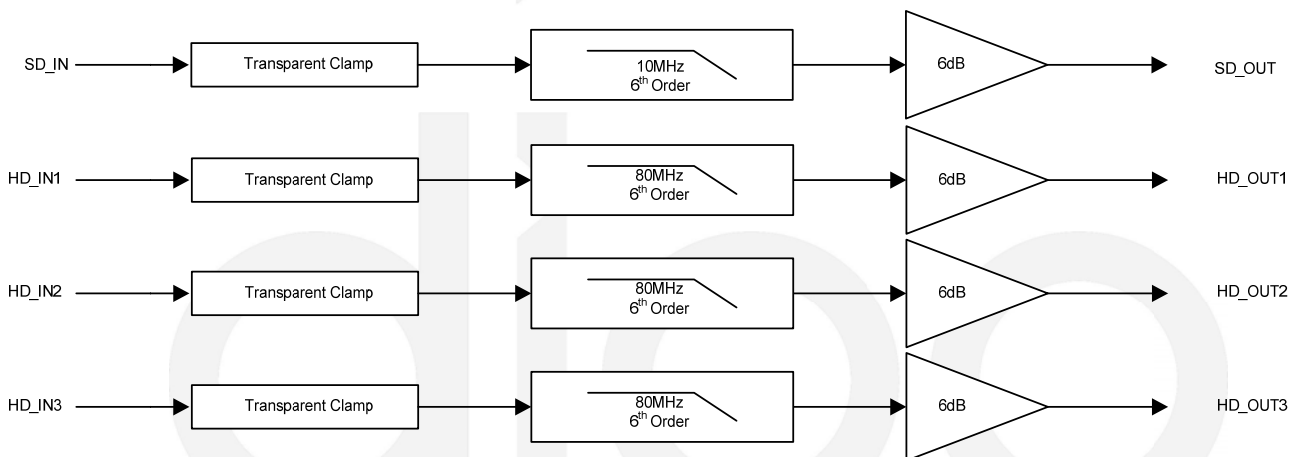 SD_IN Transparent Clamp 10MHz 6dB SD_OUT
6th Order
HD_IN1 Transparent Clamp 80MHz 6dB HD_OUT1
6th Order
HD_IN2 Transparent Clamp 80MHz 6dB HD_OUT2
6th Order
HD_IN3 Transparent Clamp 80MHz 6dB HD_OUT3
6th Order